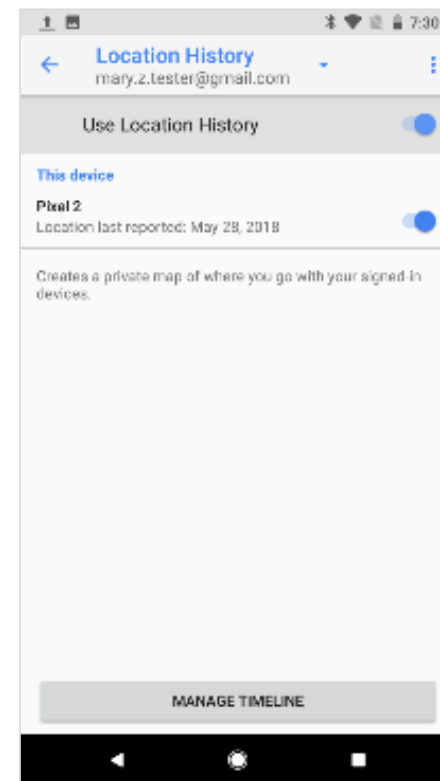 7:30
Location History
mary.z.tester@gmail.com
Use Location History
This device
Pixel 2
Location last reported: May 28, 2018
Creates a private map of where you go with your signed-in
devices.
MANAGE TIMELINE